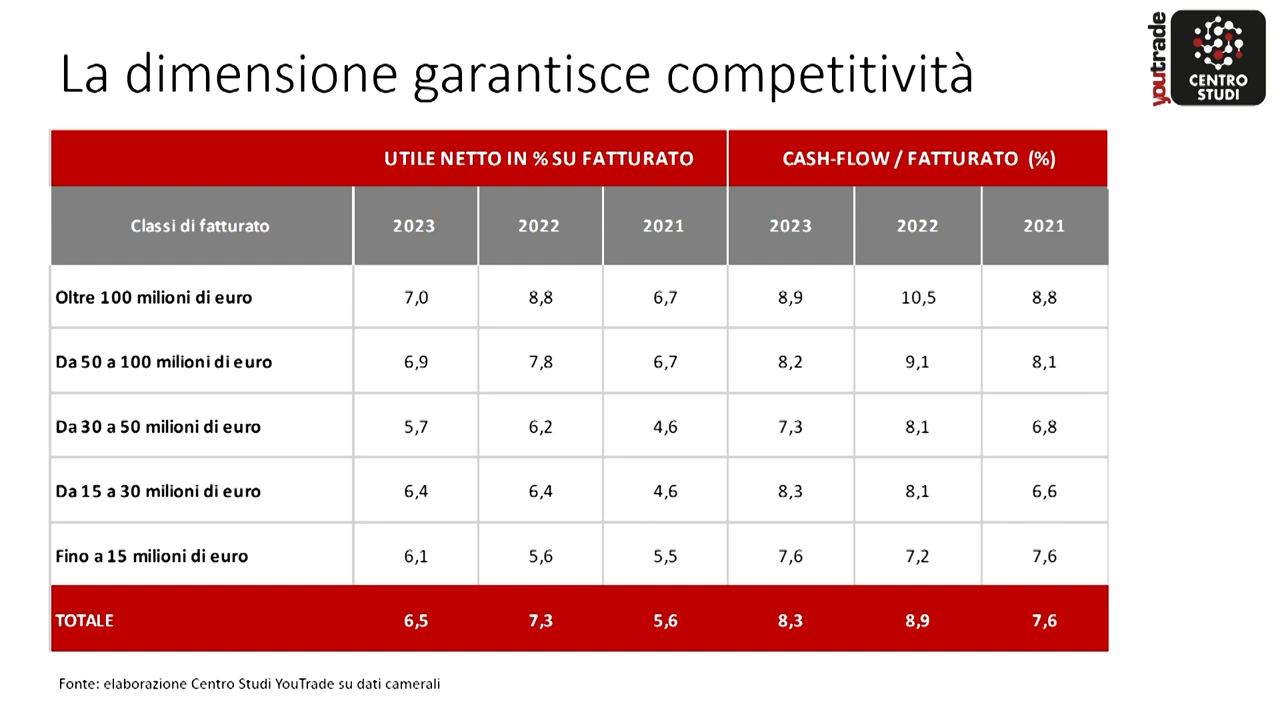 La dimensione garantisce competitività
youtrade
CENTRO
STUDI
UTILE NETTO IN % SU FATTURATO CASH-FLOW / FATTURATO (%)
Classi di fatturato 2023 2022 2021 2023 2022 2021
Oltre 100 milioni di euro 7,0 8,8 6,7 8,9 10,5 8,8
Da 50 a 100 milioni di euro 6,9 7,8 6,7 8,2 9,1 8,1
Da 30 a 50 milioni di euro 5,7 6,2 4,6 7,3 8,1 6,8
Da 15 a 30 milioni di euro 6,4 6,4 4,6 8,3 8,1 6,6
Fino a 15 milioni di euro 6,1 5,6 5,5 7,6 7,2 7,6
TOTALE 6,5 7,3 5,6 8,3 8,9 7,6
Fonte: elaborazione Centro Studi YouTrade su dati camerali